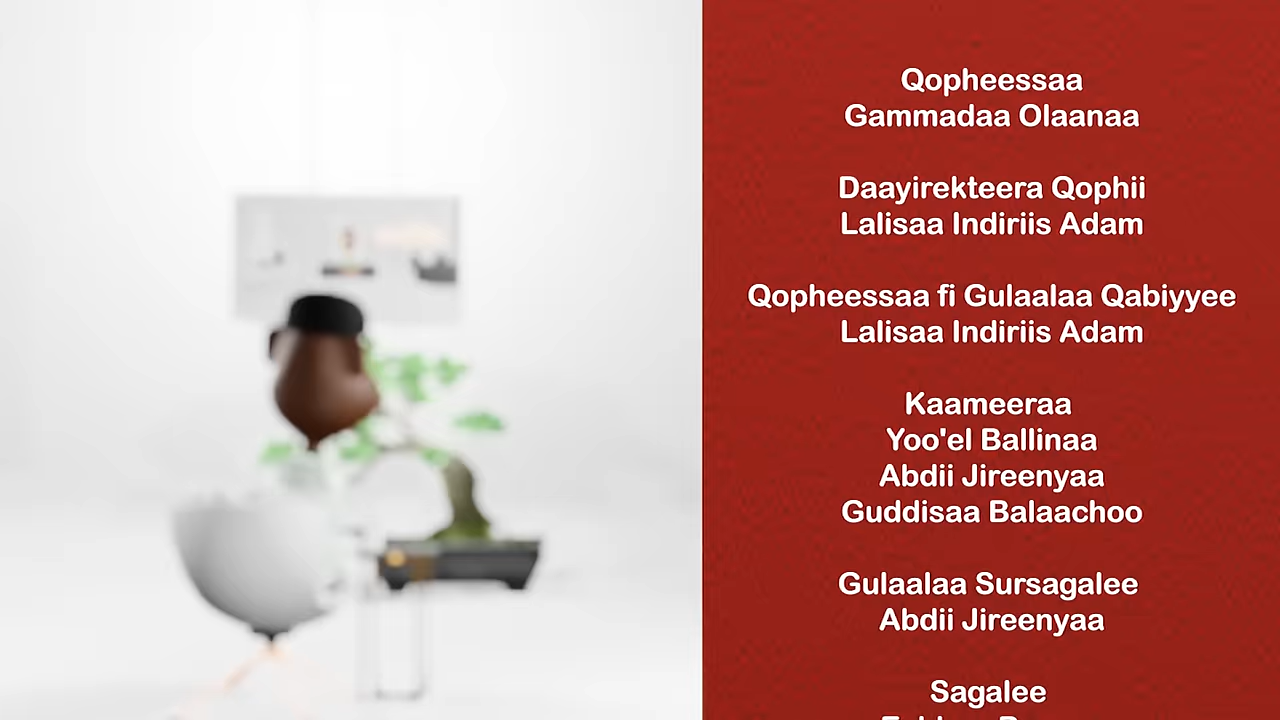 Qopheessaa
Gammadaa Olaanaa
Daayirekteera Qophii
Lalisaa Indiriis Adam
Qopheessaa fi Gulaalaa Qabiyyee
Lalisaa Indiriis Adam
Kaameeraa
Yoo'el Ballinaa
Abdii Jireenyaa
Guddisaa Balaachoo
Gulaalaa Sursagalee
Abdii Jireenyaa
Sagalee